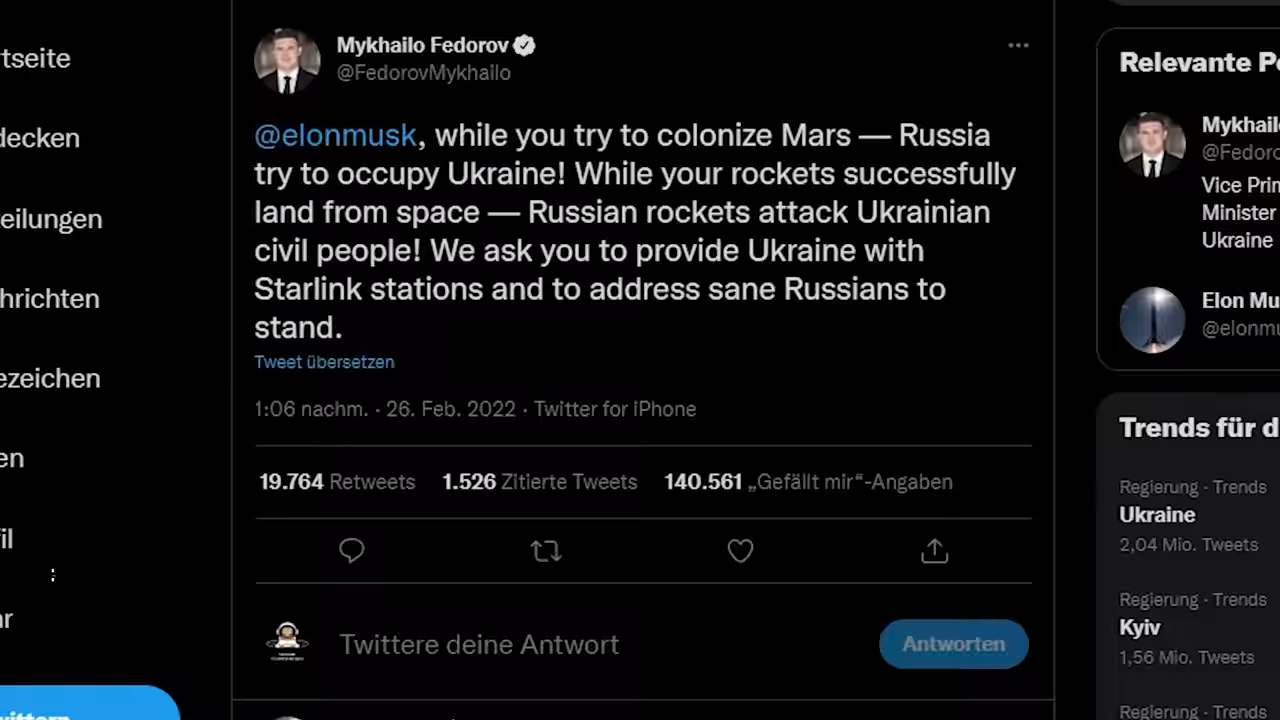 tseite
decken
eilungen
hrichten
ezeichen
en
il
r
Mykhailo Fedorov
@FedorovMykhailo
@elonmusk, while you try to colonize Mars — Russia
try to occupy Ukraine! While your rockets successfully
land from space — Russian rockets attack Ukrainian
civil people! We ask you to provide Ukraine with
Starlink stations and to address sane Russians to
stand.
Tweet übersetzen
1:06 nachm. · 26. Feb. 2022 · Twitter for iPhone
19.764 Retweets 1.526 Zitierte Tweets 140.561 „Gefällt mir“-Angaben
Twittere deine Antwort
Antworten
Relevante Pe
Mykhail
@Fedoro
Vice Prin
Minister
Ukraine
Elon Mu
@elonmu
Trends für d
Regierung · Trends
Ukraine
2,04 Mio. Tweets
Regierung · Trends
Kyiv
1,56 Mio. Tweets
Regierung · Trends